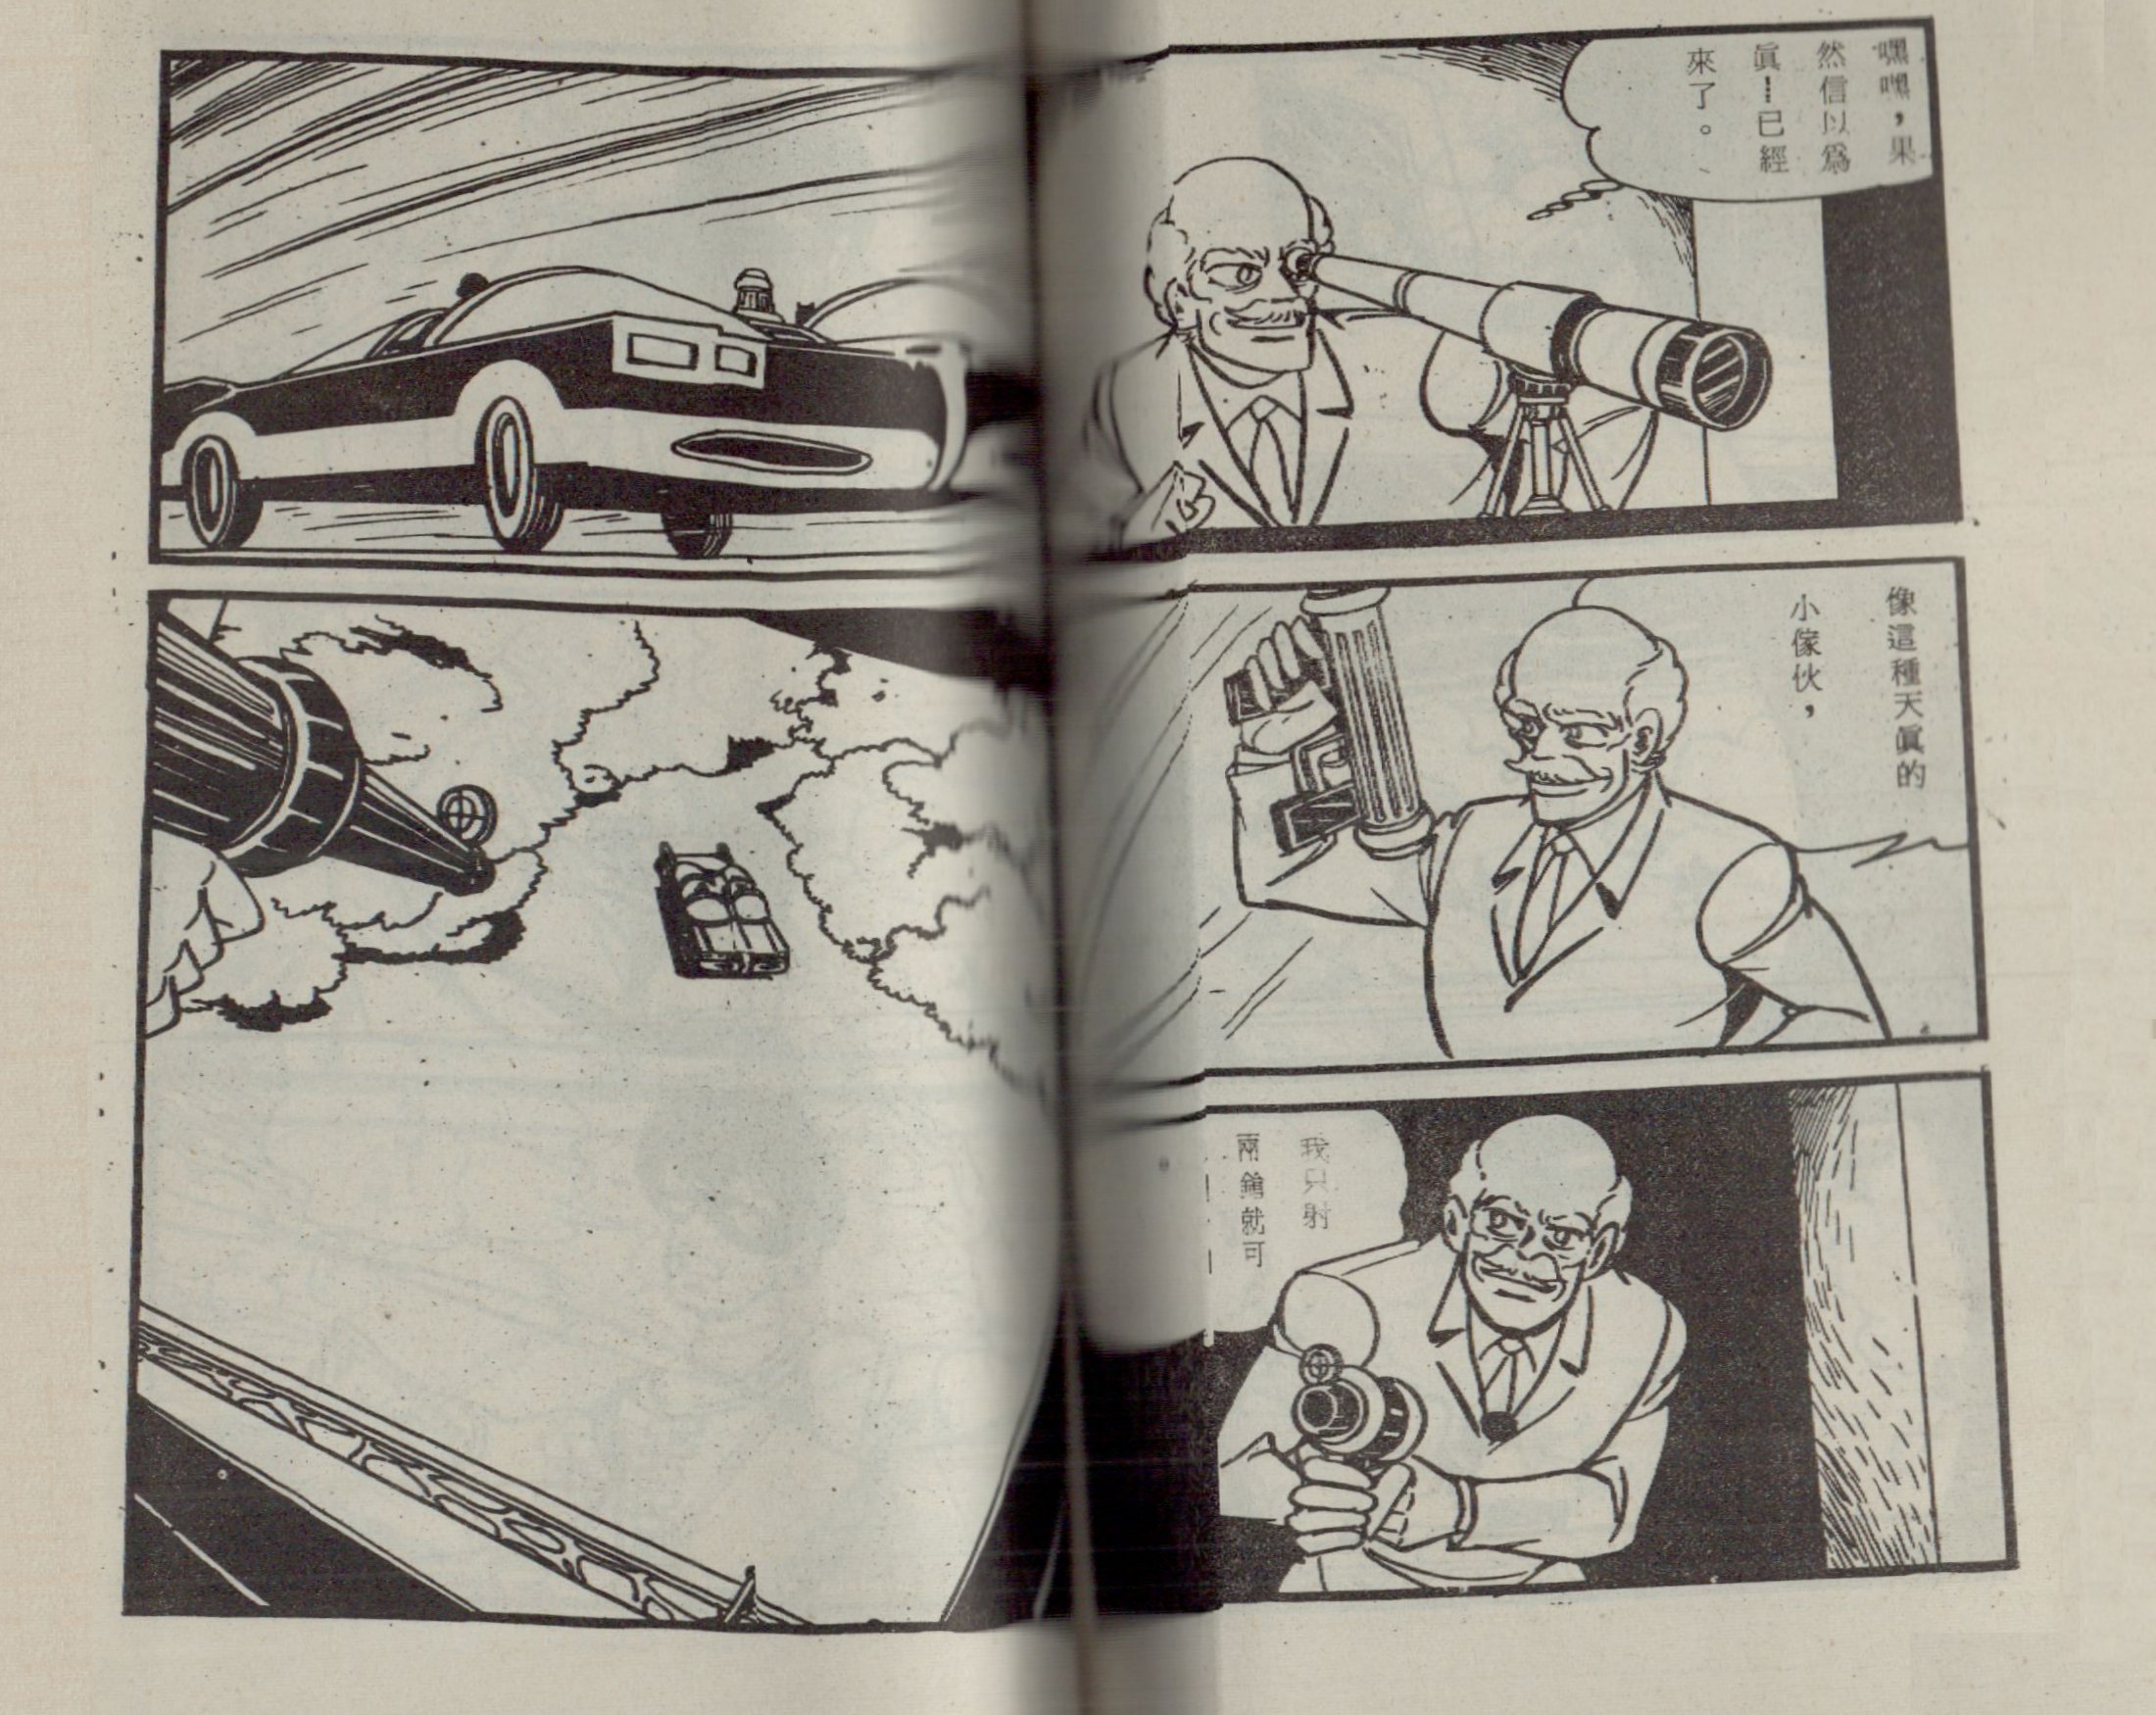 嘿嘿，果
然信以爲
眞！已經
來了。
像這種天眞的
小傢伙，
我只射
兩鎗就可